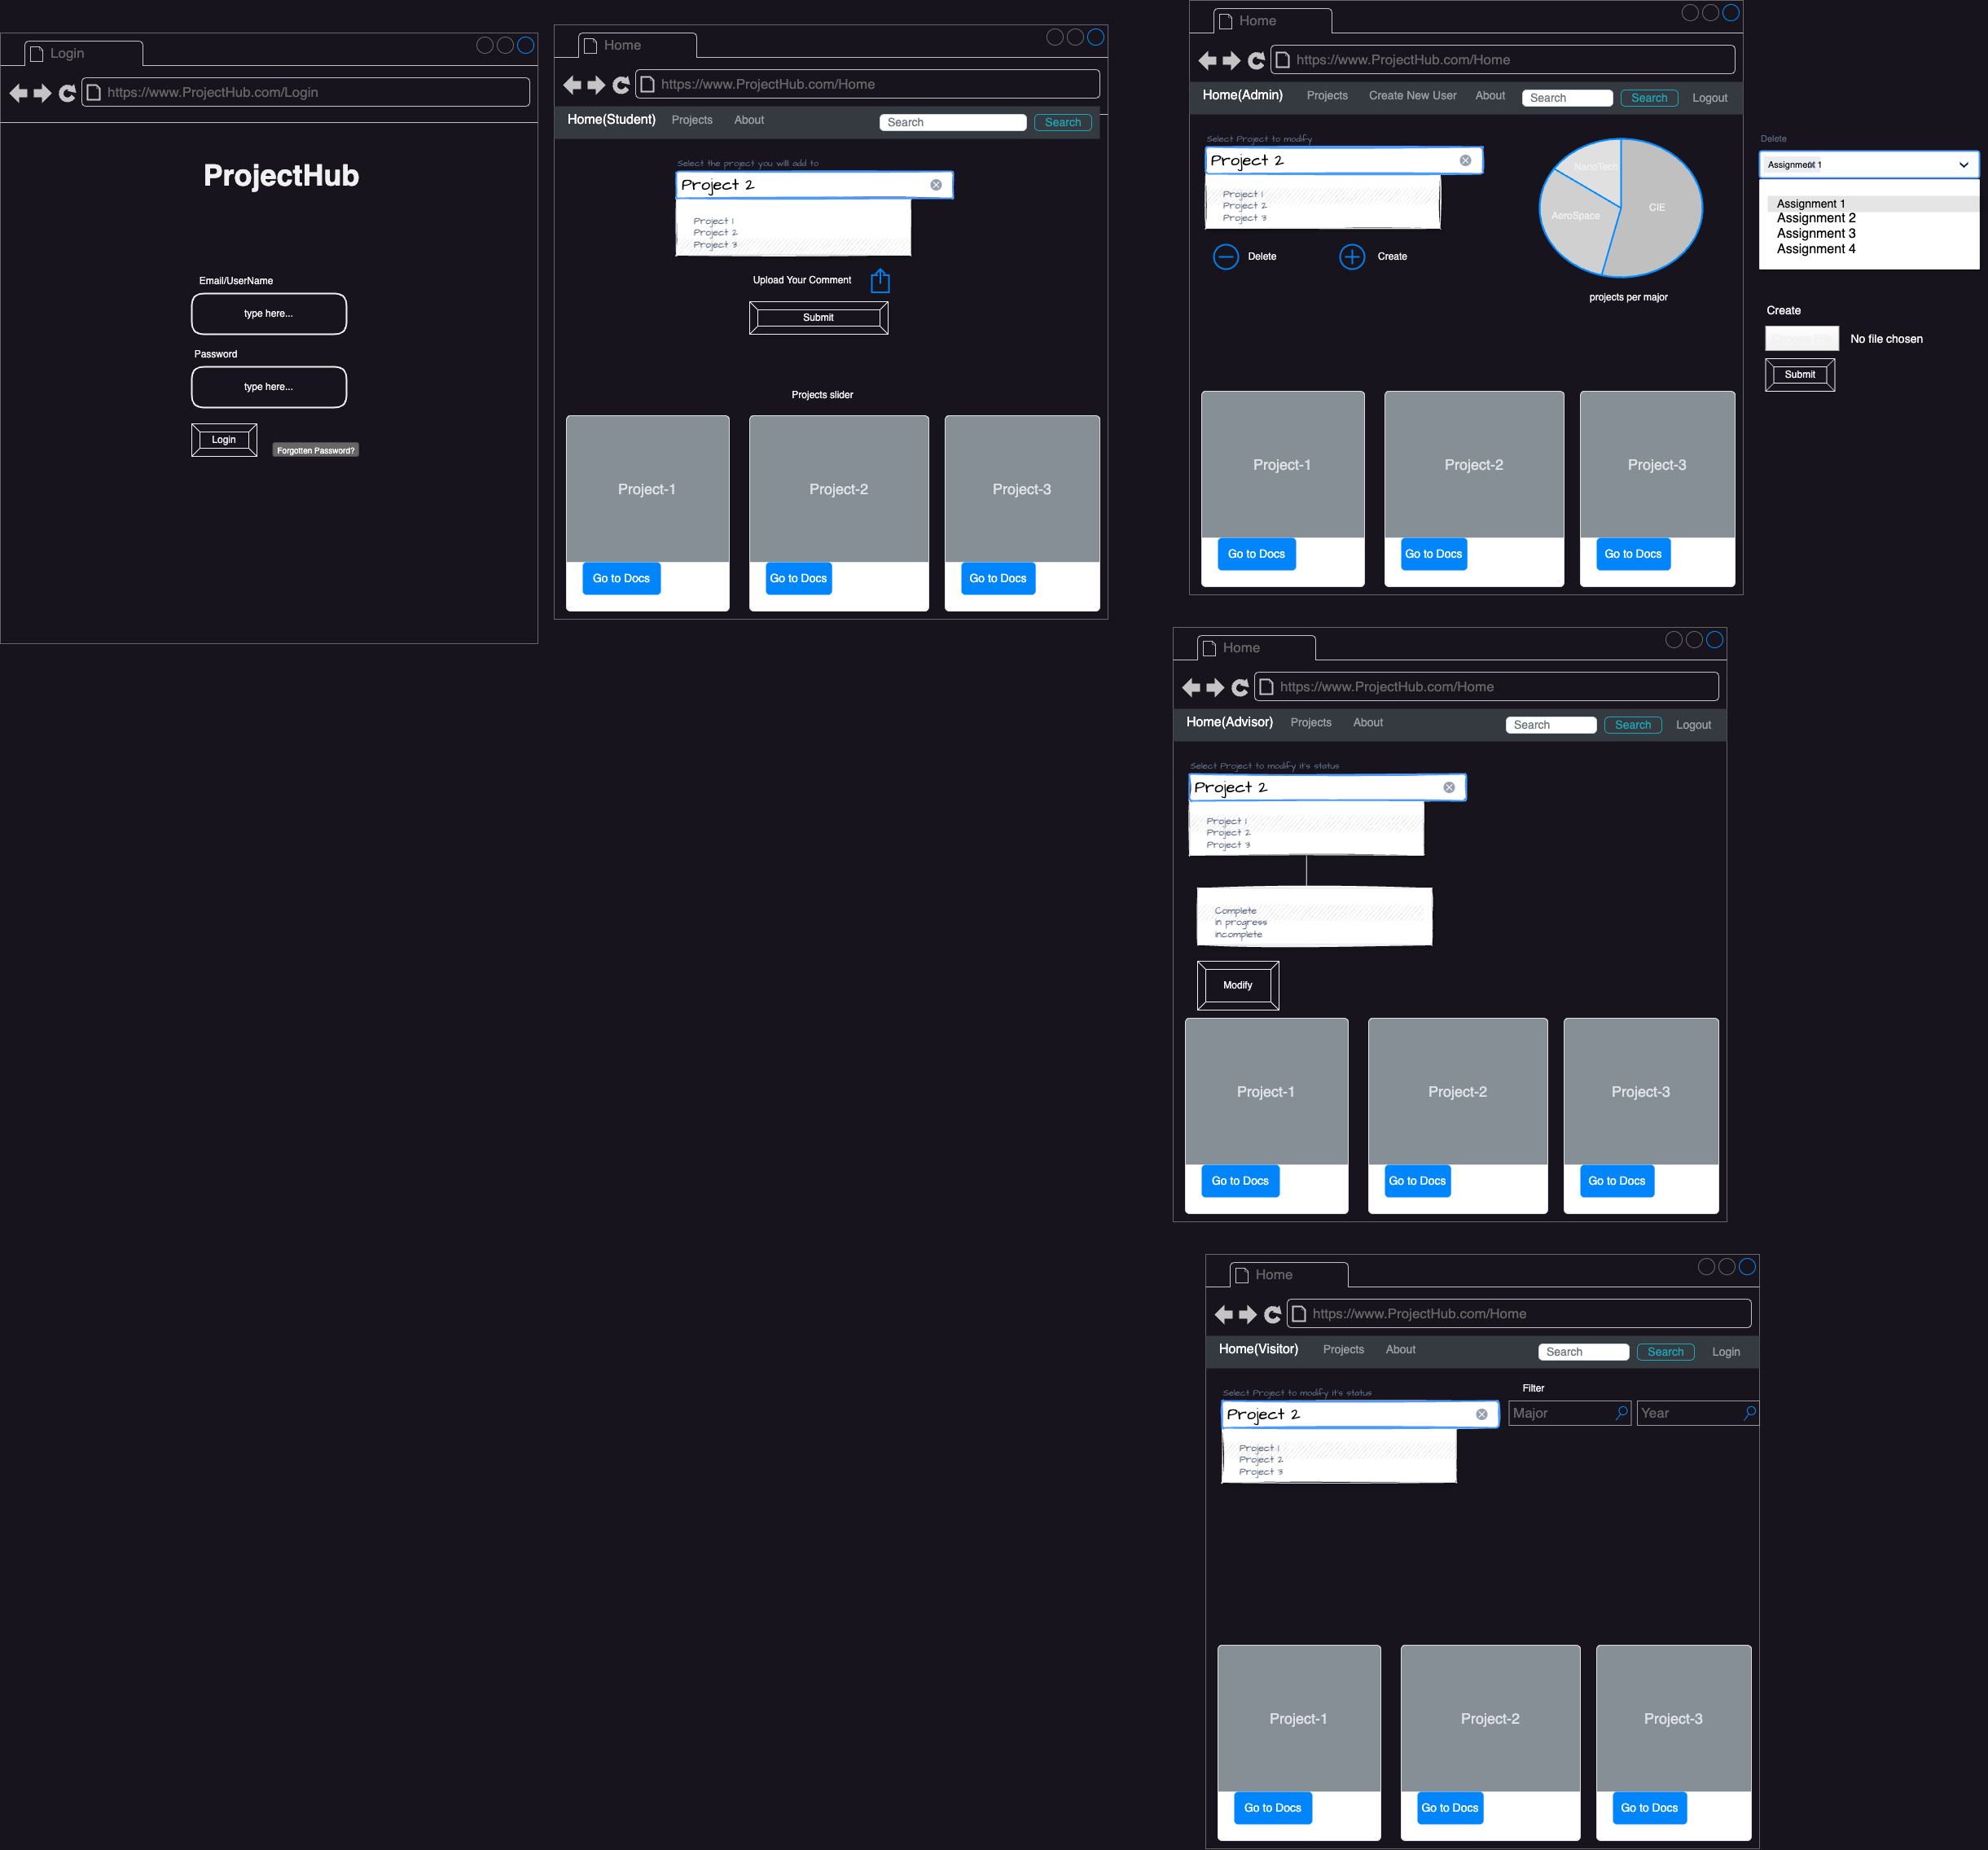 Login
https://www.ProjectHub.com/Login
ProjectHub
Email/UserName
type here...
Password
type here...
Login
Forgotten Password?
Home
https://www.ProjectHub.com/Home
Home(Student) Projects About Search Search
Select the project you will add to
Project 2
Project 1
Project 2
Project 3
Upload Your Comment
Submit
Projects slider
Project-1 Project-2 Project-3
Go to Docs Go to Docs Go to Docs
Home
https://www.ProjectHub.com/Home
Home(Admin) Projects Create New User About Search Search Logout
Select Project to modify
Project 2
Project 1
Project 2
Project 3
Delete Create
NanoTech
AeroSpace
CIE
projects per major
Project-1 Project-2 Project-3
Go to Docs Go to Docs Go to Docs
Delete
Assignment 1
Assignment 1
Assignment 2
Assignment 3
Assignment 4
Create
No file chosen
Submit
Home
https://www.ProjectHub.com/Home
Home(Advisor) Projects About Search Search Logout
Select Project to modify it's status
Project 2
Project 1
Project 2
Project 3
Complete
in progress
incomplete
Modify
Project-1 Project-2 Project-3
Go to Docs Go to Docs Go to Docs
Home
https://www.ProjectHub.com/Home
Home(Visitor) Projects About Search Search Login
Select Project to modify it's status
Project 2
Project 1
Project 2
Project 3
Filter
Major Year
Project-1 Project-2 Project-3
Go to Docs Go to Docs Go to Docs